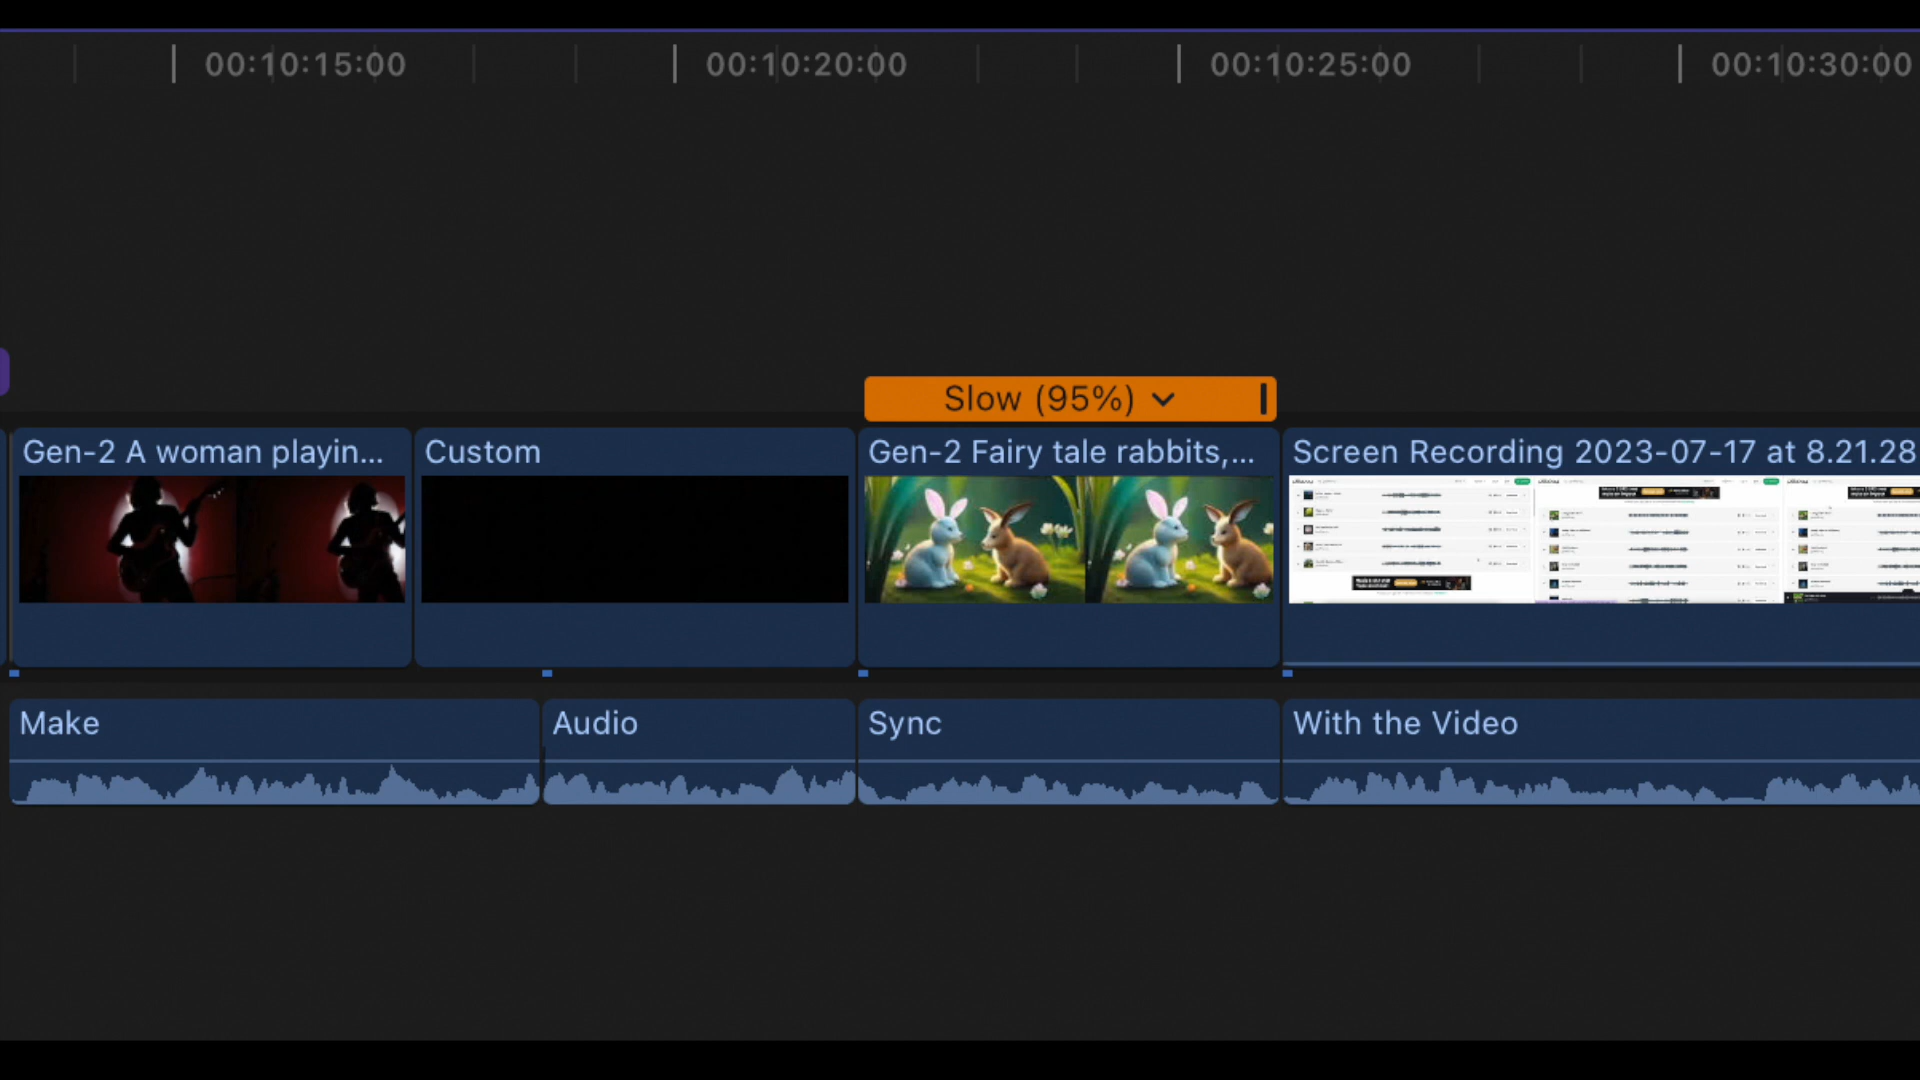 00:10:15:00
00:10:20:00
00:10:25:00
00:10:30:00
Slow (95%)
Gen-2 A woman playin...
Custom
Gen-2 Fairy tale rabbits,...
Screen Recording 2023-07-17 at 8.21.28
Make
Audio
Sync
With the Video